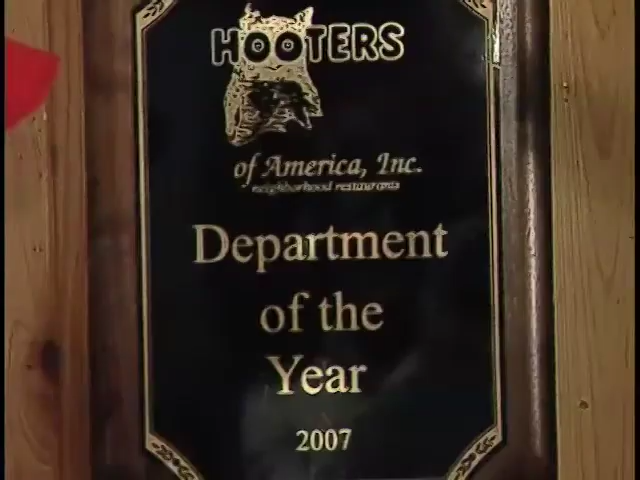 HOOTERS
of America, Inc.
neighborhood restaurants
Department
of the
Year
2007